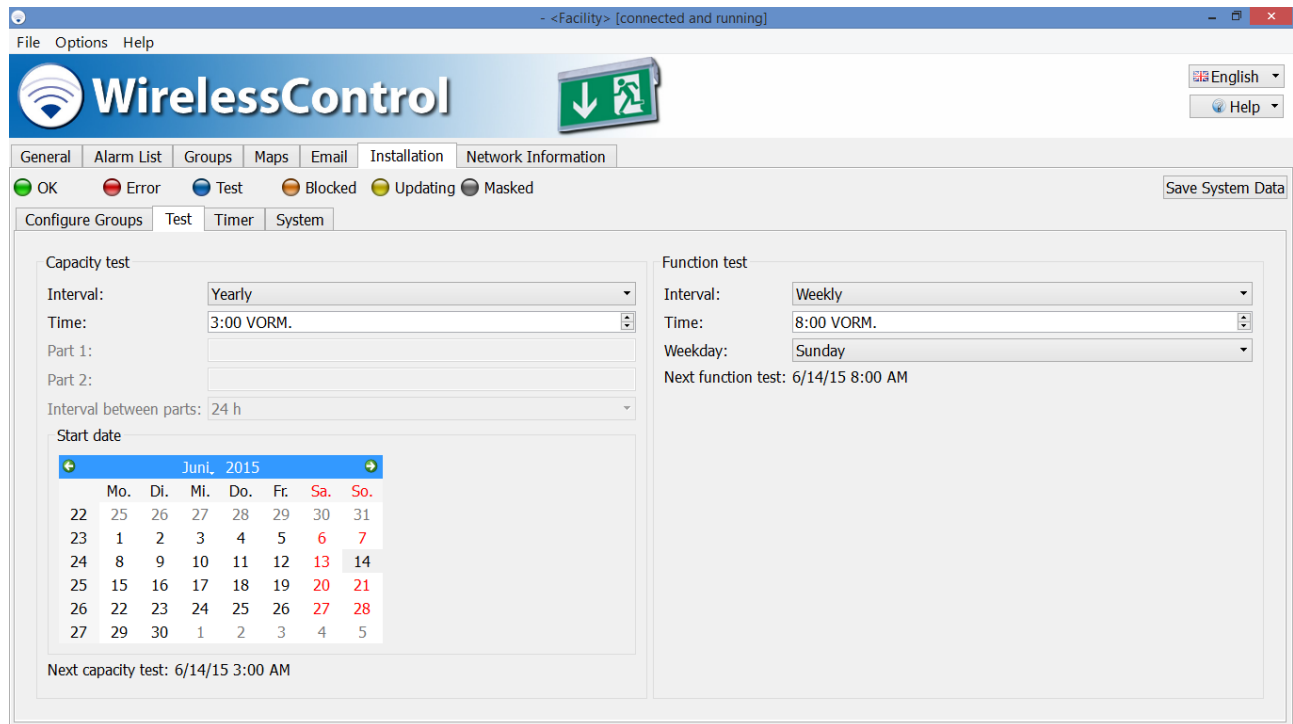 - <Facility> [connected and running]
File Options Help
WirelessControl
English
Help
General Alarm List Groups Maps Email Installation Network Information
OK Error Test Blocked Updating Masked Save System Data
Configure Groups Test Timer System
Capacity test
Interval: Yearly
Time: 3:00 VORM.
Part 1:
Part 2:
Interval between parts: 24 h
Start date
Juni, 2015
Mo. Di. Mi. Do. Fr. Sa. So.
22 25 26 27 28 29 30 31
23 1 2 3 4 5 6 7
24 8 9 10 11 12 13 14
25 15 16 17 18 19 20 21
26 22 23 24 25 26 27 28
27 29 30 1 2 3 4 5
Next capacity test: 6/14/15 3:00 AM
Function test
Interval: Weekly
Time: 8:00 VORM.
Weekday: Sunday
Next function test: 6/14/15 8:00 AM